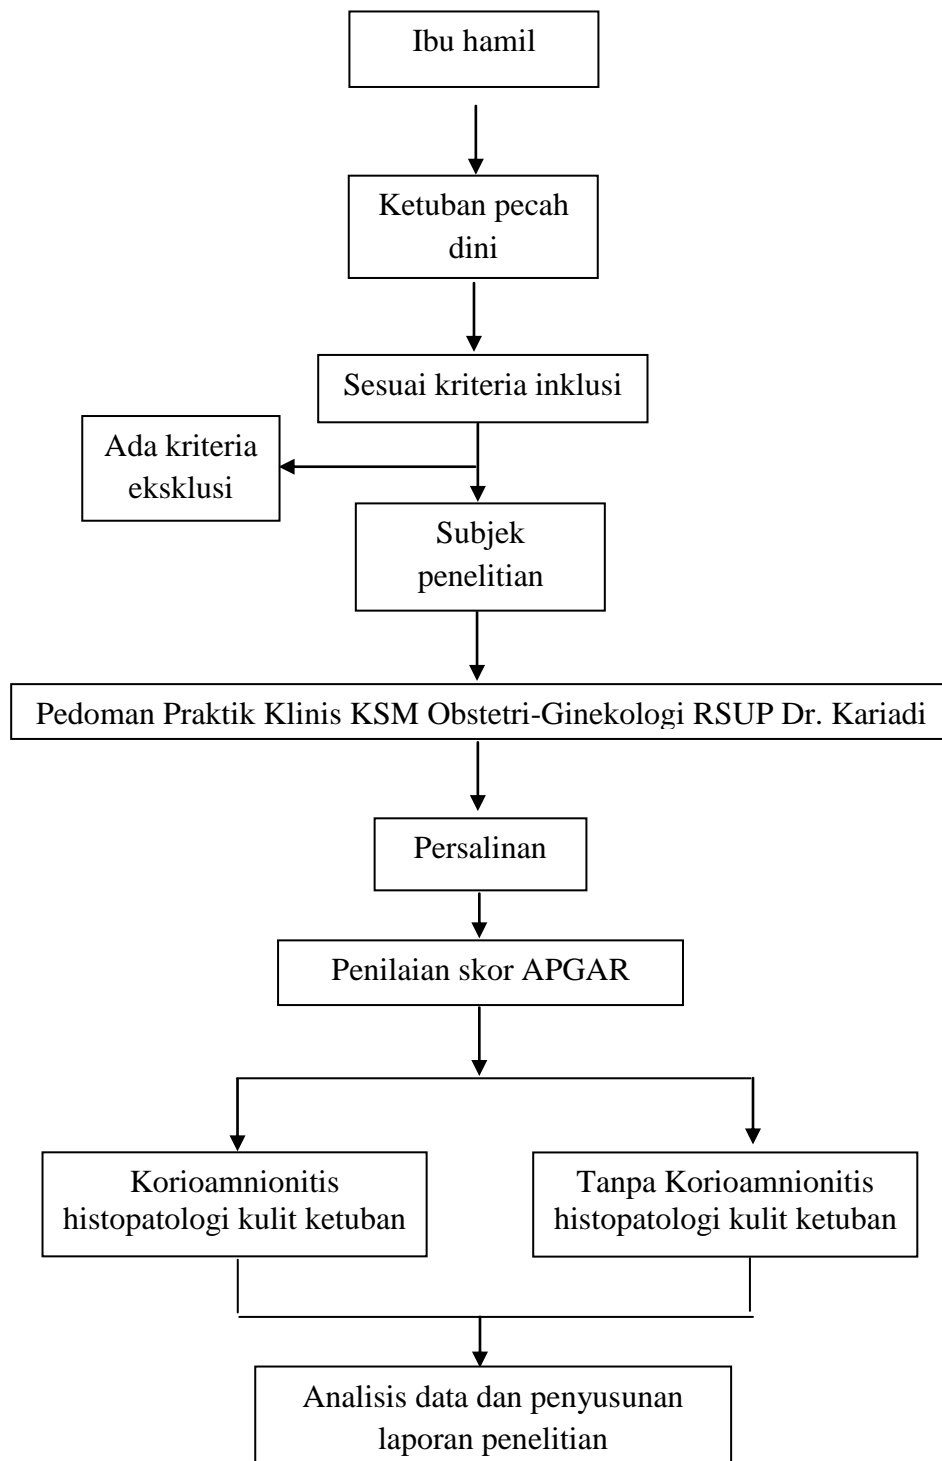 Ibu hamil
Ketuban pecah
dini
Sesuai kriteria inklusi
Ada kriteria
eksklusi
Subjek
penelitian
Pedoman Praktik Klinis KSM Obstetri-Ginekologi RSUP Dr. Kariadi
Persalinan
Penilaian skor APGAR
Korioamnionitis
histopatologi kulit ketuban
Tanpa Korioamnionitis
histopatologi kulit ketuban
Analisis data dan penyusunan
laporan penelitian